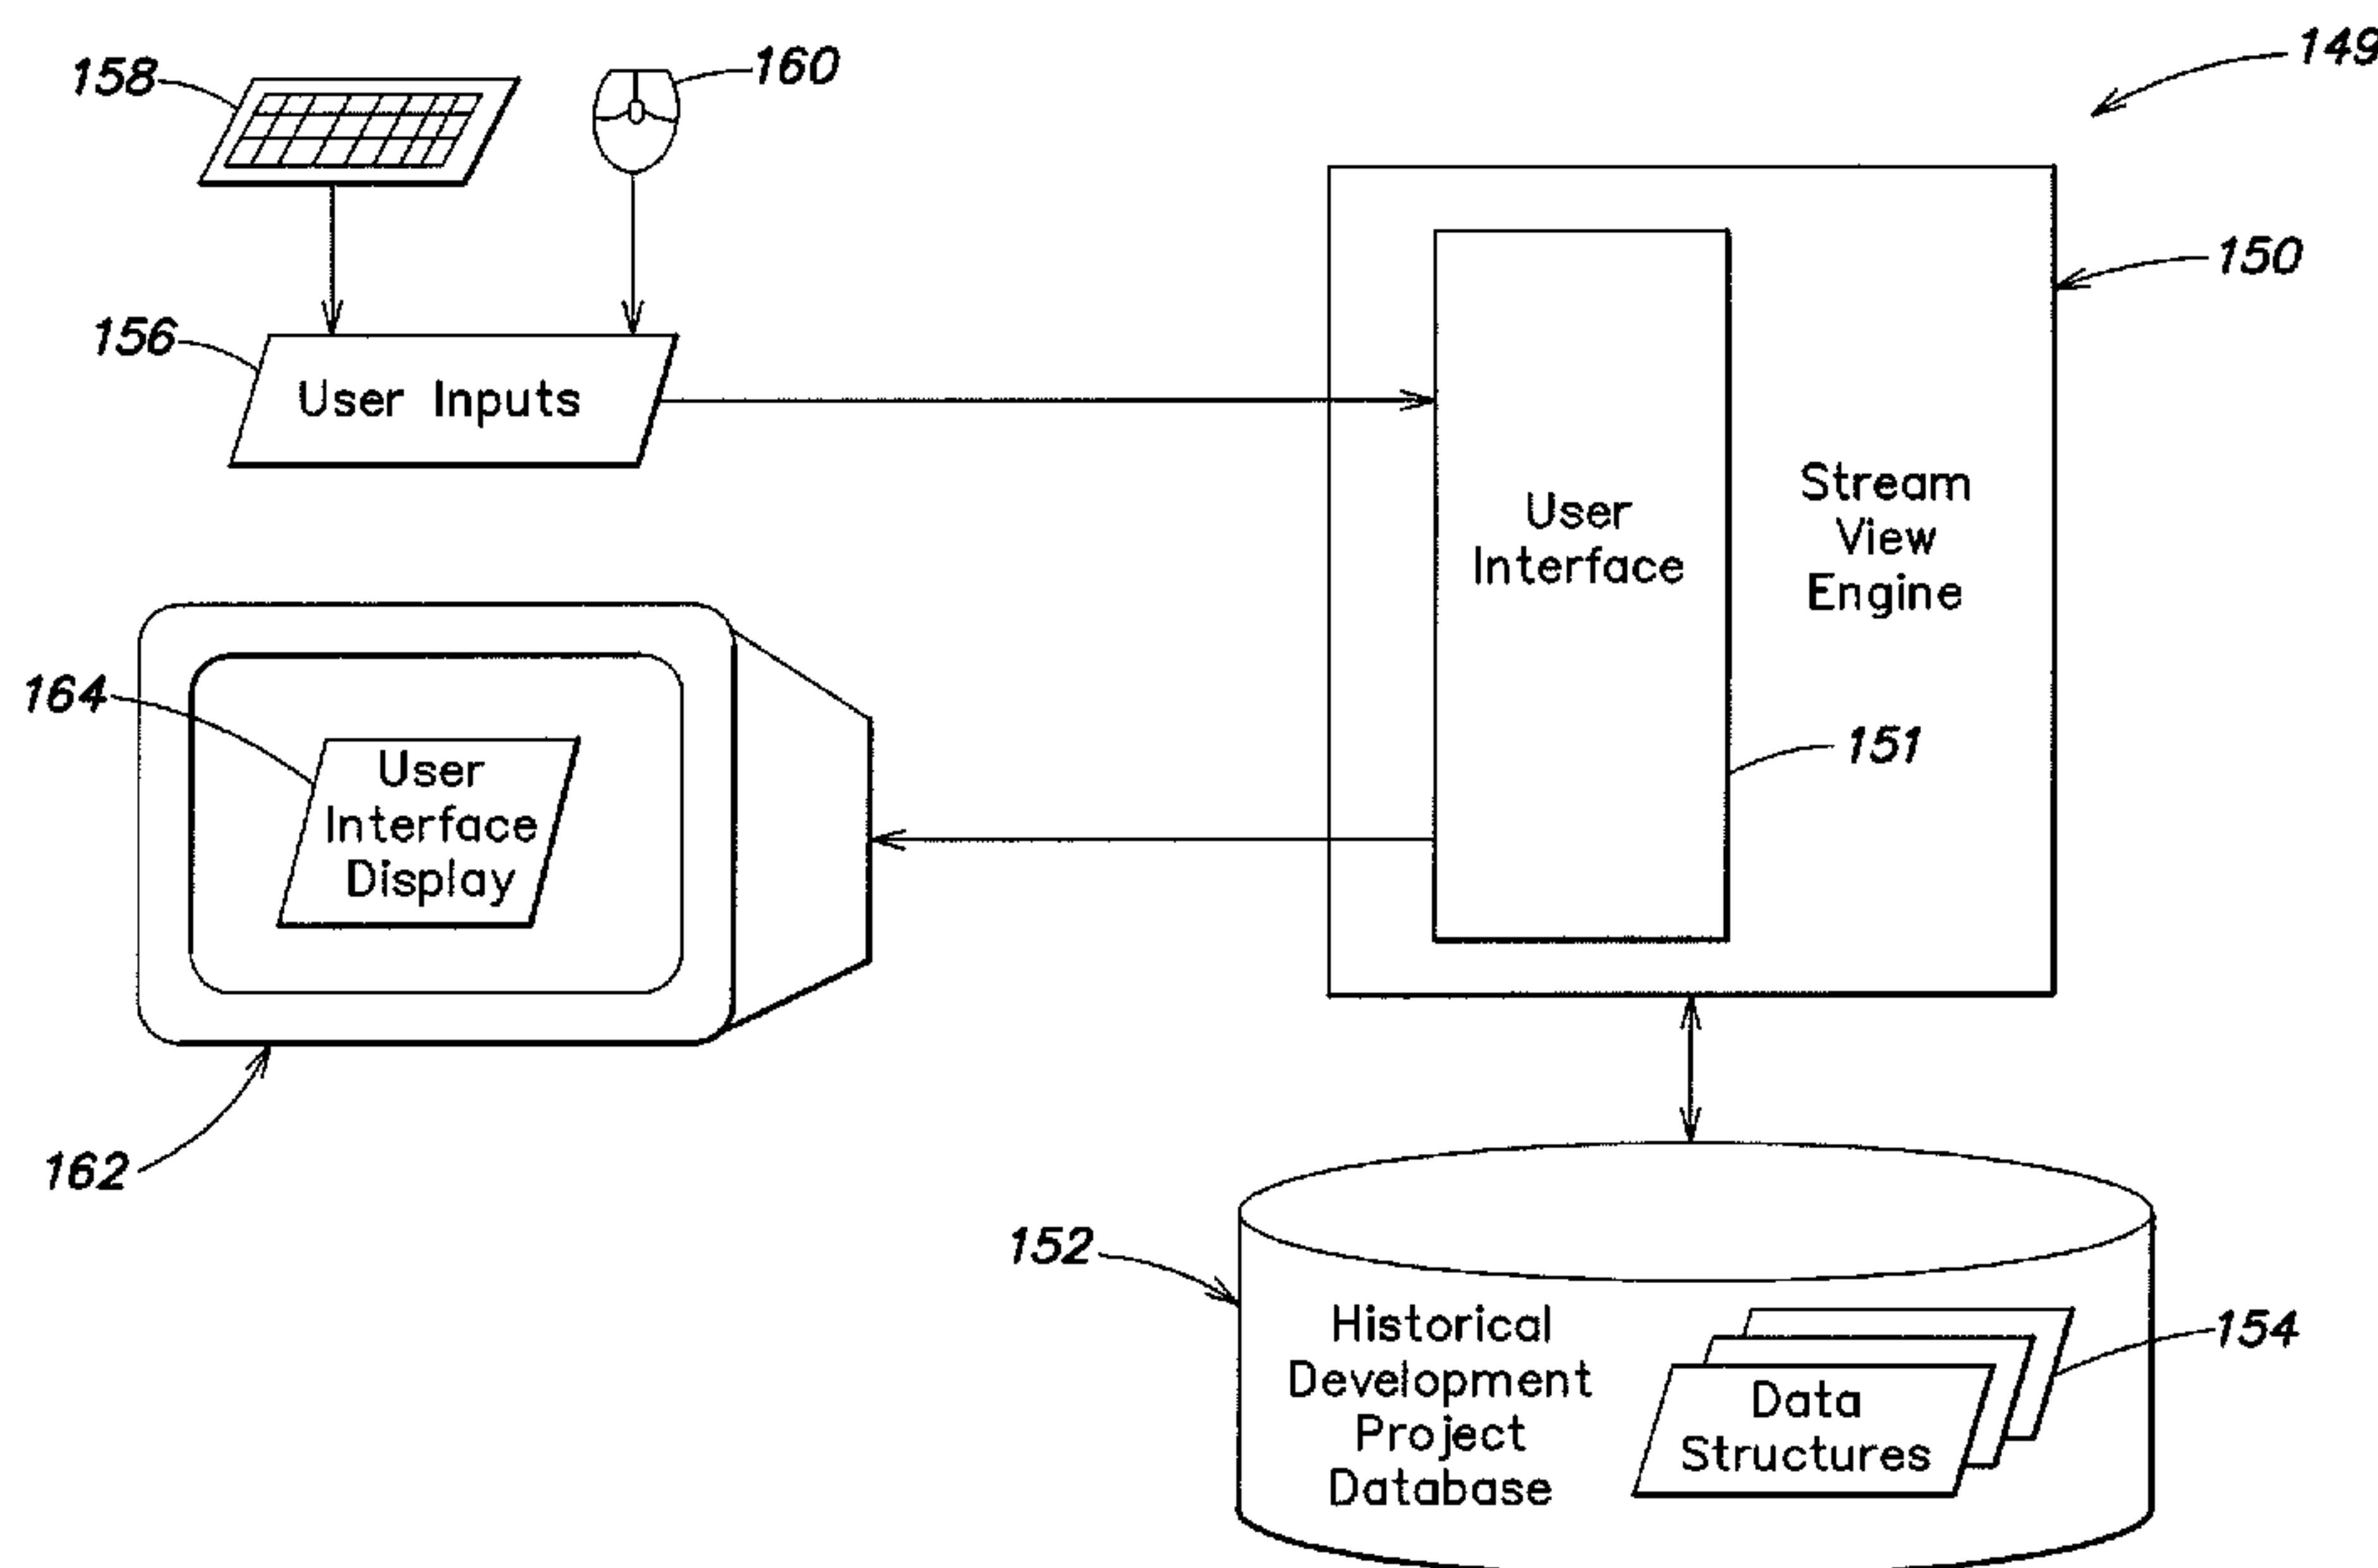 149
158
160
150
156
User Inputs
User
Interface
Stream
View
Engine
151
164
User
Interface
Display
162
152
Historical
Development
Project
Database
154
Data
Structures